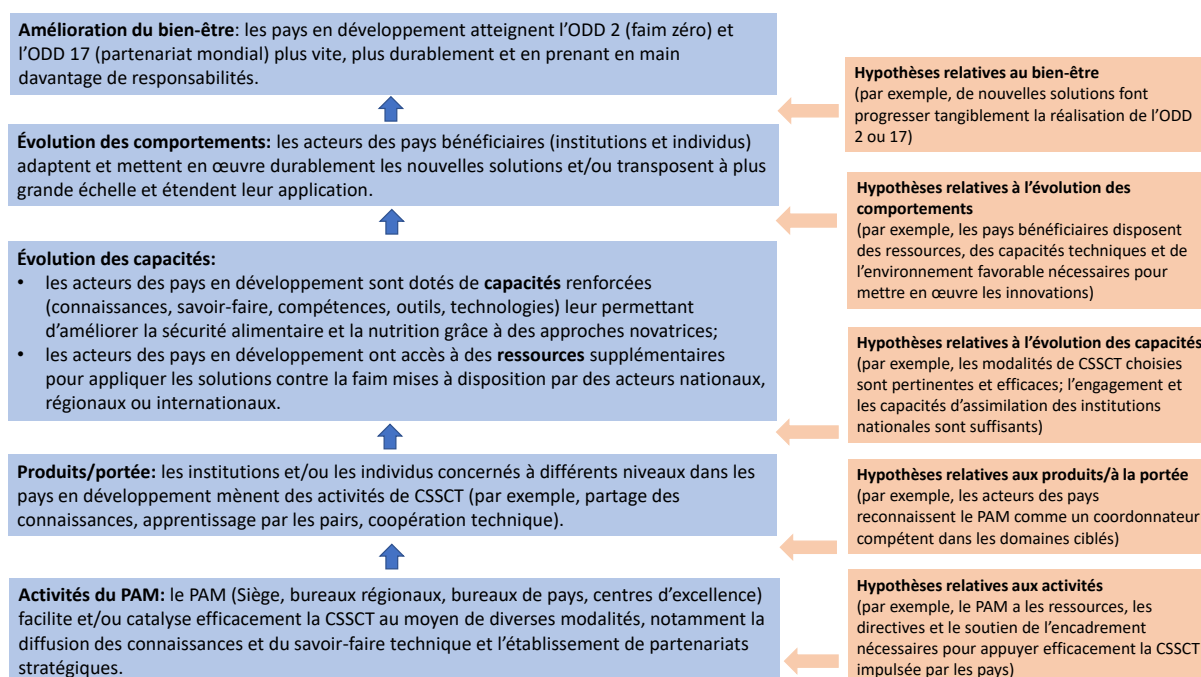 Amélioration du bien-être: les pays en développement atteignent l'ODD 2 (faim zéro) et
l'ODD 17 (partenariat mondial) plus vite, plus durablement et en prenant en main
davantage de responsabilités.
Hypothèses relatives au bien-être
(par exemple, de nouvelles solutions font
progresser tangiblement la réalisation de l'ODD
2 ou 17)
Évolution des comportements: les acteurs des pays bénéficiaires (institutions et individus)
adaptent et mettent en œuvre durablement les nouvelles solutions et/ou transposent à plus
grande échelle et étendent leur application.
Hypothèses relatives à l'évolution des
comportements
(par exemple, les pays bénéficiaires disposent
des ressources, des capacités techniques et de
l'environnement favorable nécessaires pour
mettre en œuvre les innovations)
Évolution des capacités:
• les acteurs des pays en développement sont dotés de capacités renforcées
(connaissances, savoir-faire, compétences, outils, technologies) leur permettant
d'améliorer la sécurité alimentaire et la nutrition grâce à des approches novatrices;
• les acteurs des pays en développement ont accès à des ressources supplémentaires
pour appliquer les solutions contre la faim mises à disposition par des acteurs nationaux,
régionaux ou internationaux.
Hypothèses relatives à l'évolution des capacités
(par exemple, les modalités de CSSCT choisies
sont pertinentes et efficaces; l'engagement et
les capacités d'assimilation des institutions
nationales sont suffisants)
Produits/portée: les institutions et/ou les individus concernés à différents niveaux dans les
pays en développement mènent des activités de CSSCT (par exemple, partage des
connaissances, apprentissage par les pairs, coopération technique).
Hypothèses relatives aux produits/à la portée
(par exemple, les acteurs des pays
reconnaissent le PAM comme un coordonnateur
compétent dans les domaines ciblés)
Activités du PAM: le PAM (Siège, bureaux régionaux, bureaux de pays, centres d'excellence)
facilite et/ou catalyse efficacement la CSSCT au moyen de diverses modalités, notamment la
diffusion des connaissances et du savoir-faire technique et l'établissement de partenariats
stratégiques.
Hypothèses relatives aux activités
(par exemple, le PAM a les ressources, les
directives et le soutien de l'encadrement
nécessaires pour appuyer efficacement la CSSCT
impulsée par les pays)